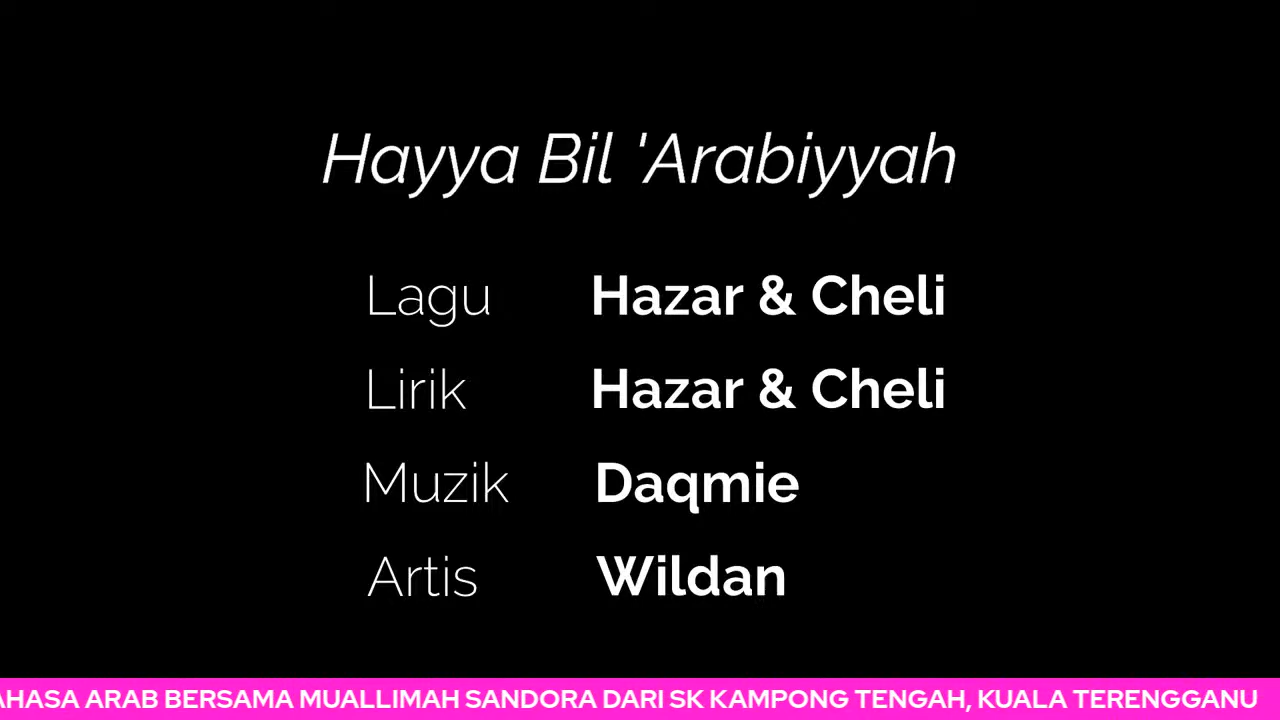 Hayya Bil 'Arabiyyah
Lagu Hazar & Cheli
Lirik Hazar & Cheli
Muzik Daqmie
Artis Wildan
AHASA ARAB BERSAMA MUALLIMAH SANDORA DARI SK KAMPONG TENGAH, KUALA TERENGGANU